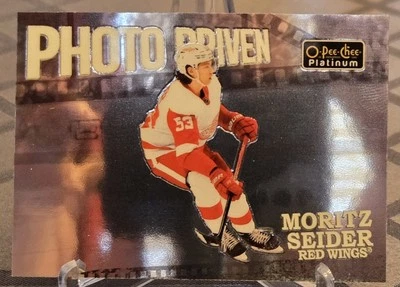 PHOTO DRIVEN
O-Pee-Chee
Platinum
53
MORITZ
SEIDER
RED WINGS®